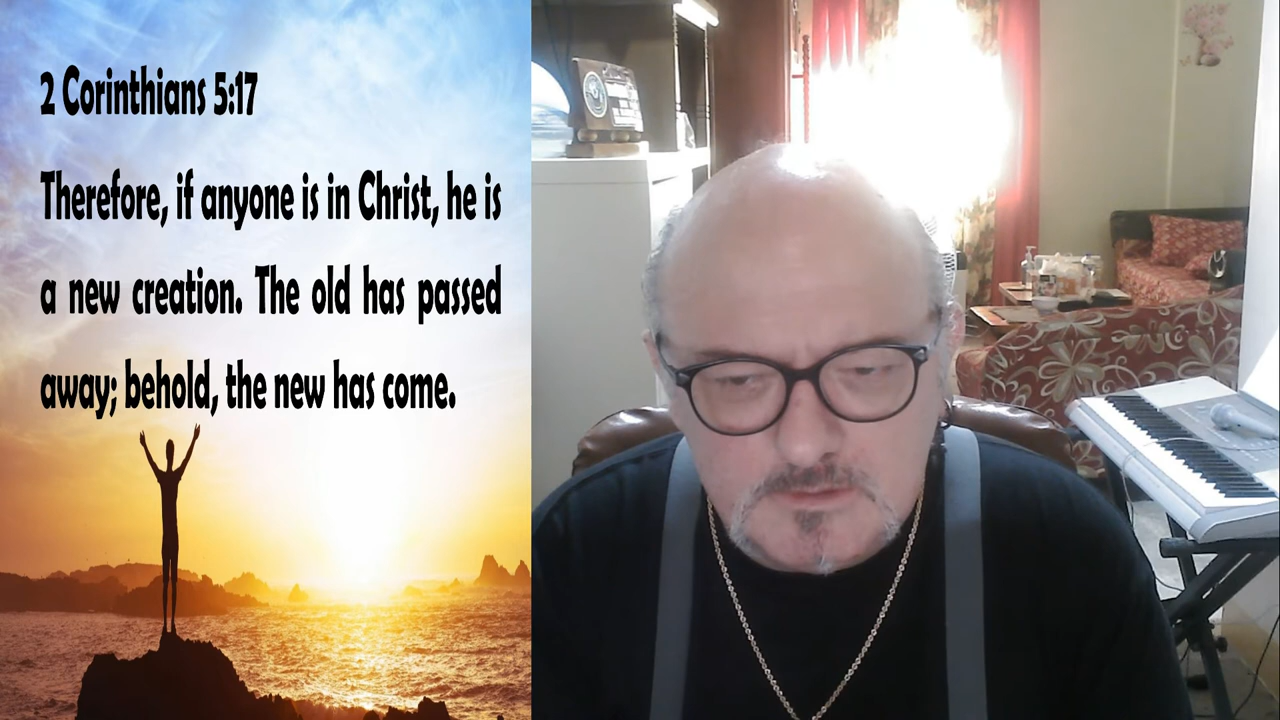 2 Corinthians 5:17
Therefore, if anyone is in Christ, he is
a new creation. The old has passed
away; behold, the new has come.